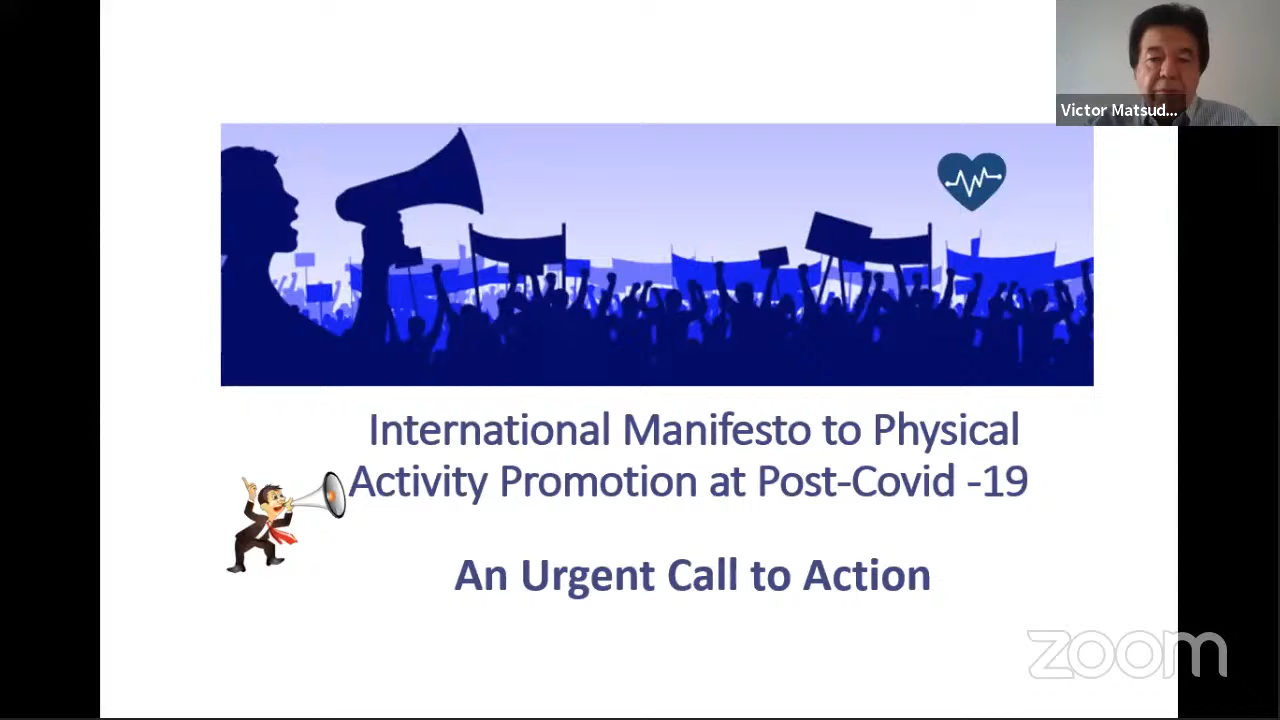 Victor Matsud...
International Manifesto to Physical
Activity Promotion at Post-Covid -19
An Urgent Call to Action
zoom